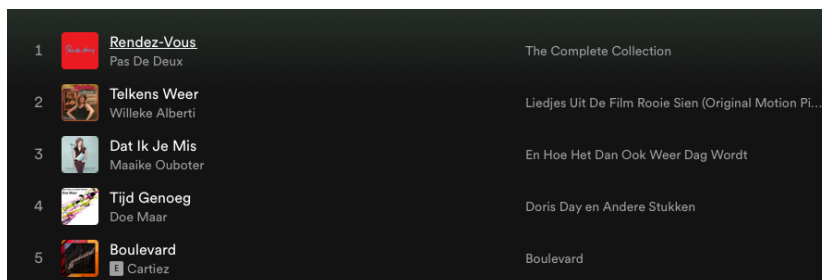 1 Rendez-Vous The Complete Collection
Pas De Deux
2 Telkens Weer Liedjes Uit De Film Rooie Sien (Original Motion Pi...
Willeke Alberti
3 Dat Ik Je Mis En Hoe Het Dan Ook Weer Dag Wordt
Maaike Ouboter
4 Tijd Genoeg Doris Day en Andere Stukken
Doe Maar
5 Boulevard Boulevard
E Cartiez